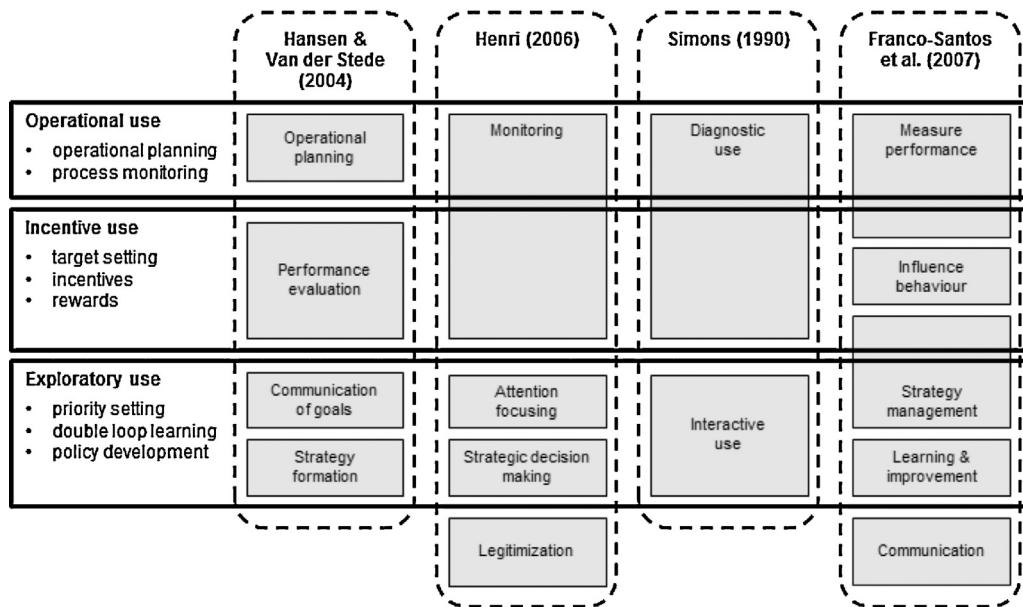 Hansen &
Van der Stede
(2004)
Henri (2006)
Simons (1990)
Franco-Santos
et al. (2007)
Operational use
• operational planning
• process monitoring
Operational
planning
Monitoring
Diagnostic
use
Measure
performance
Incentive use
• target setting
• incentives
• rewards
Performance
evaluation
Influence
behaviour
Exploratory use
• priority setting
• double loop learning
• policy development
Communication
of goals
Attention
focusing
Interactive
use
Strategy
management
Strategy
formation
Strategic decision
making
Learning &
improvement
Legitimization
Communication